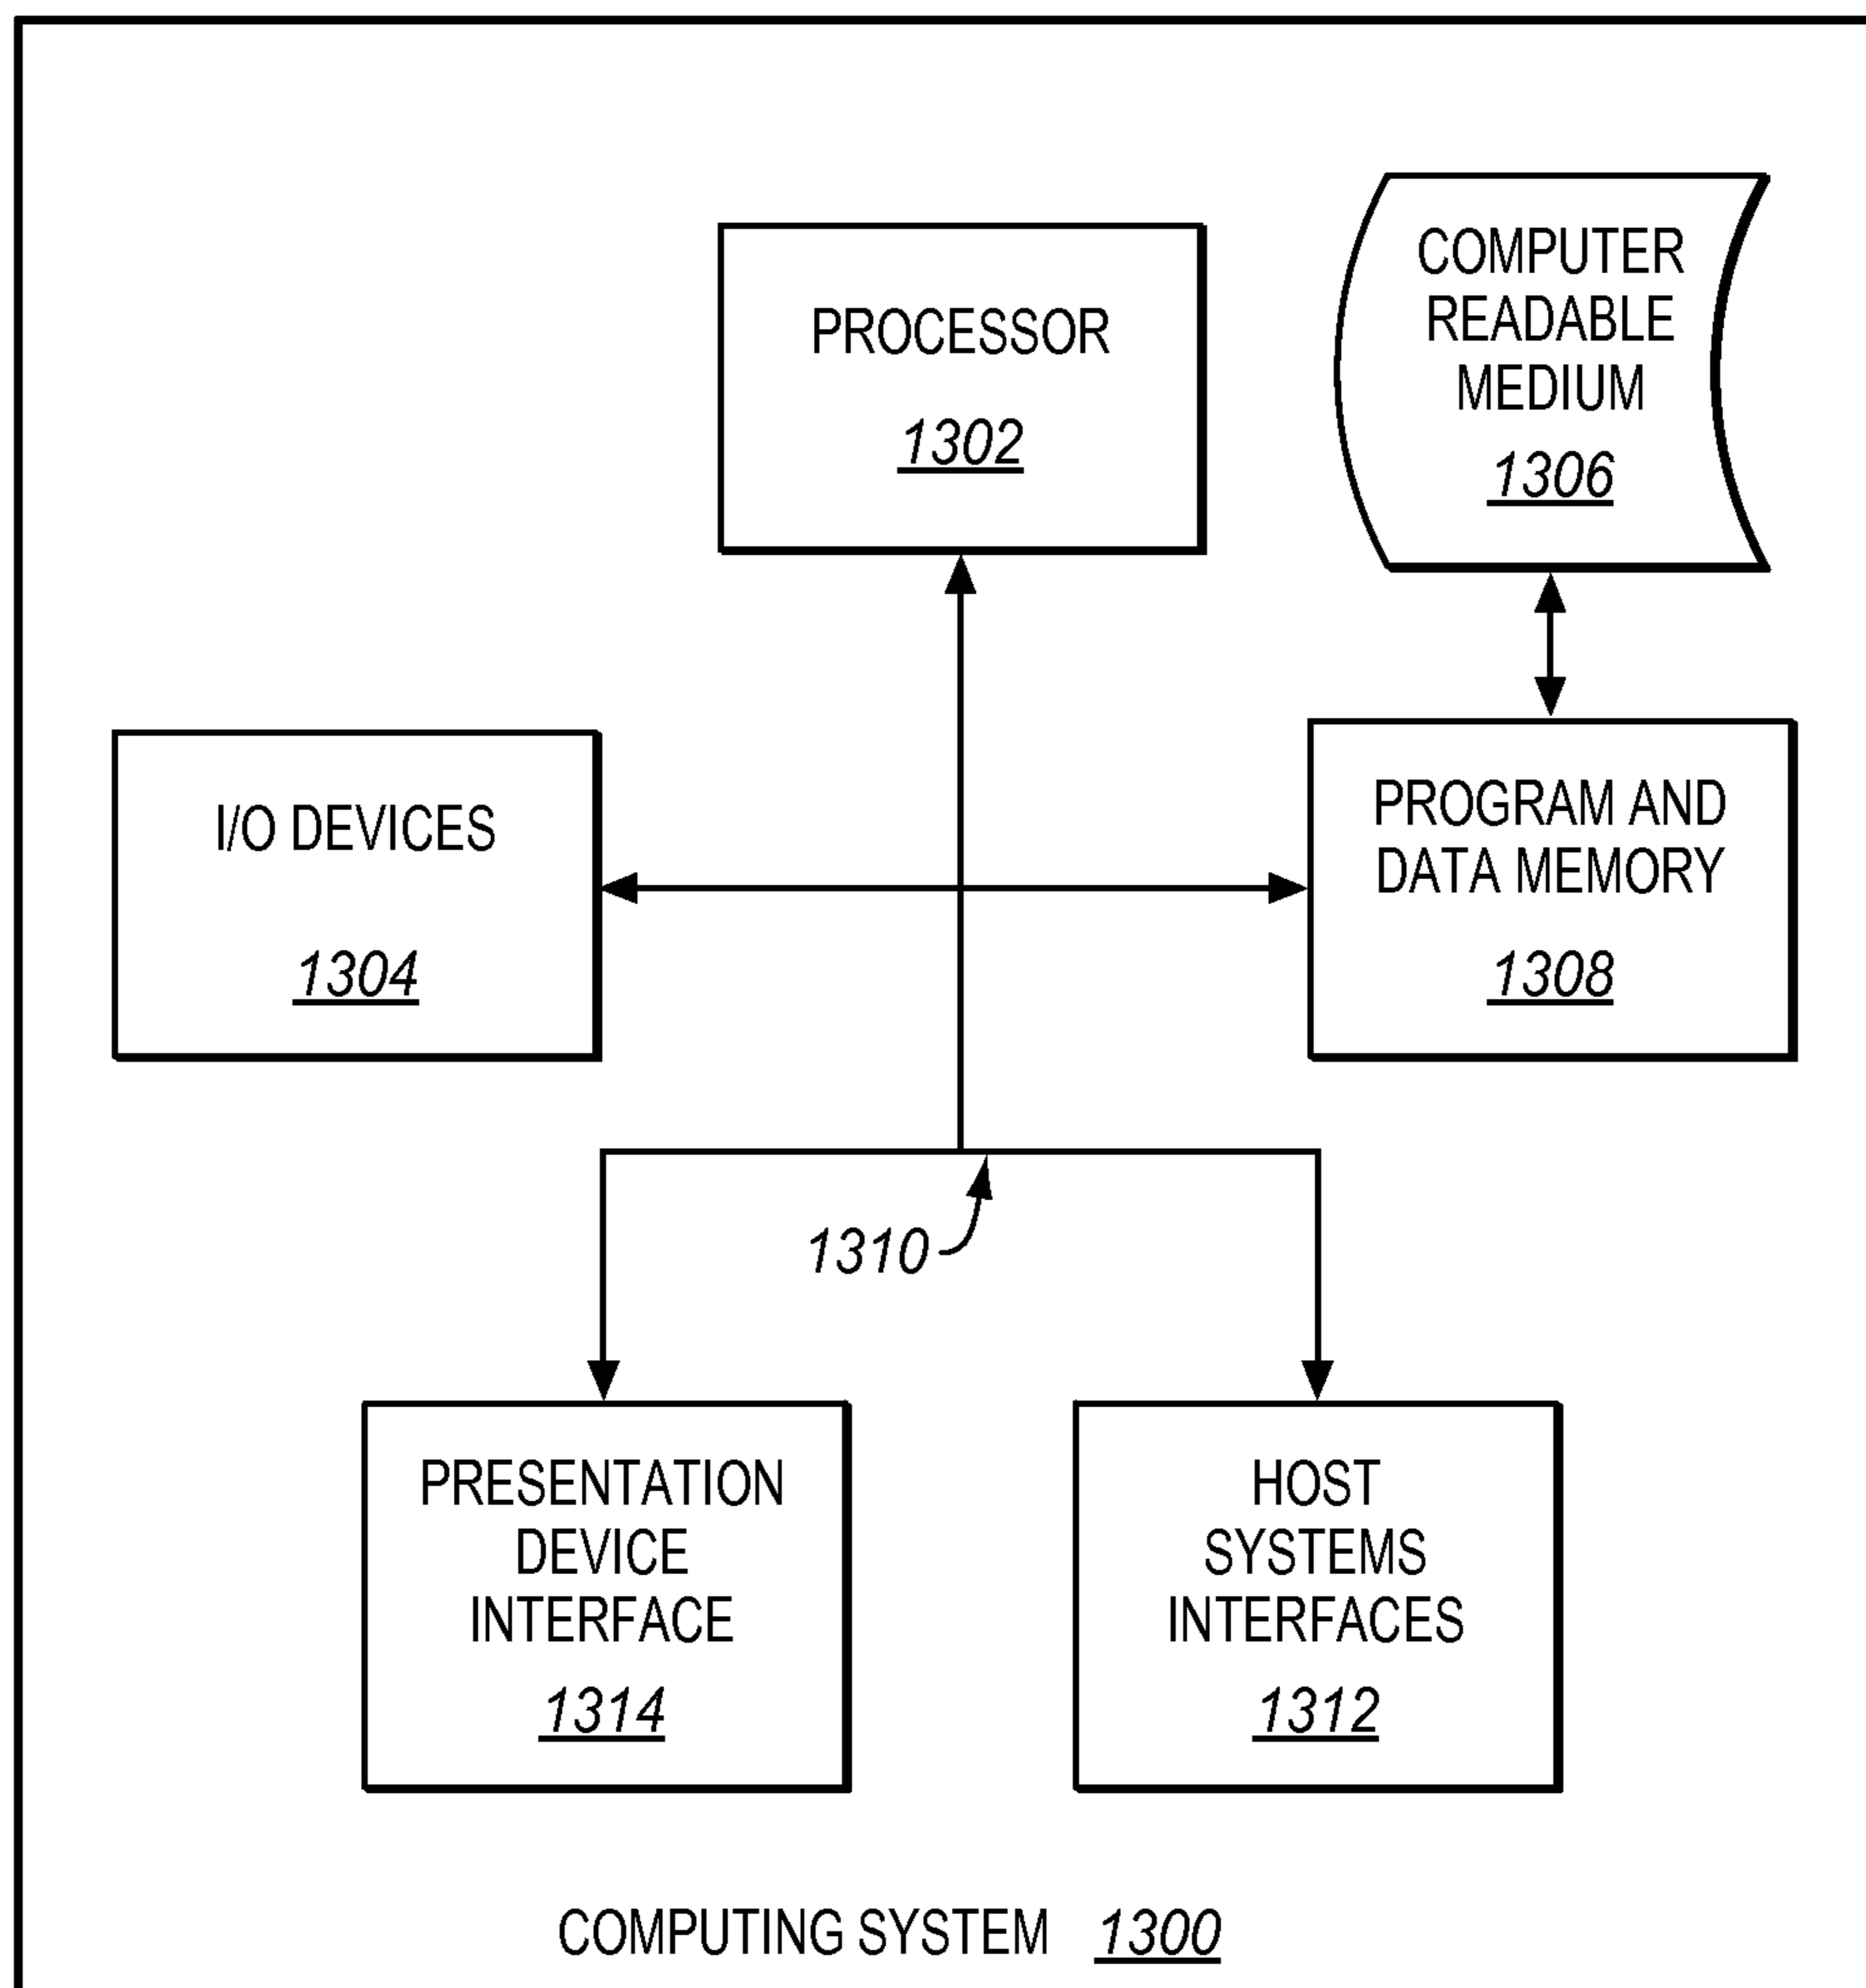 PROCESSOR
1302
COMPUTER
READABLE
MEDIUM
1306
I/O DEVICES
1304
PROGRAM AND
DATA MEMORY
1308
1310
PRESENTATION
DEVICE
INTERFACE
1314
HOST
SYSTEMS
INTERFACES
1312
COMPUTING SYSTEM 1300